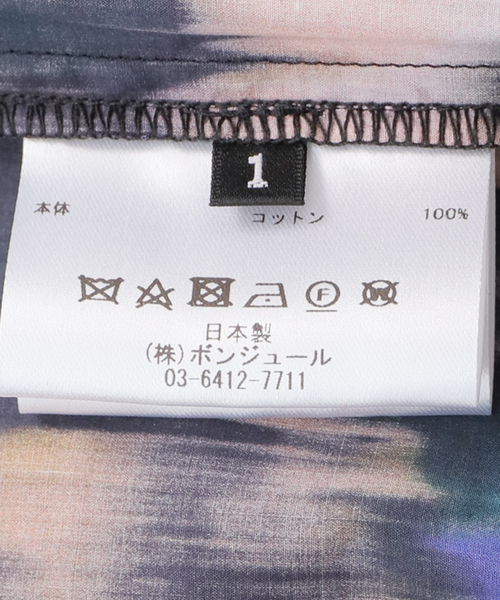 1
本体 コットン 100%
F W
日本製
(株)ボンジュール
03-6412-7711